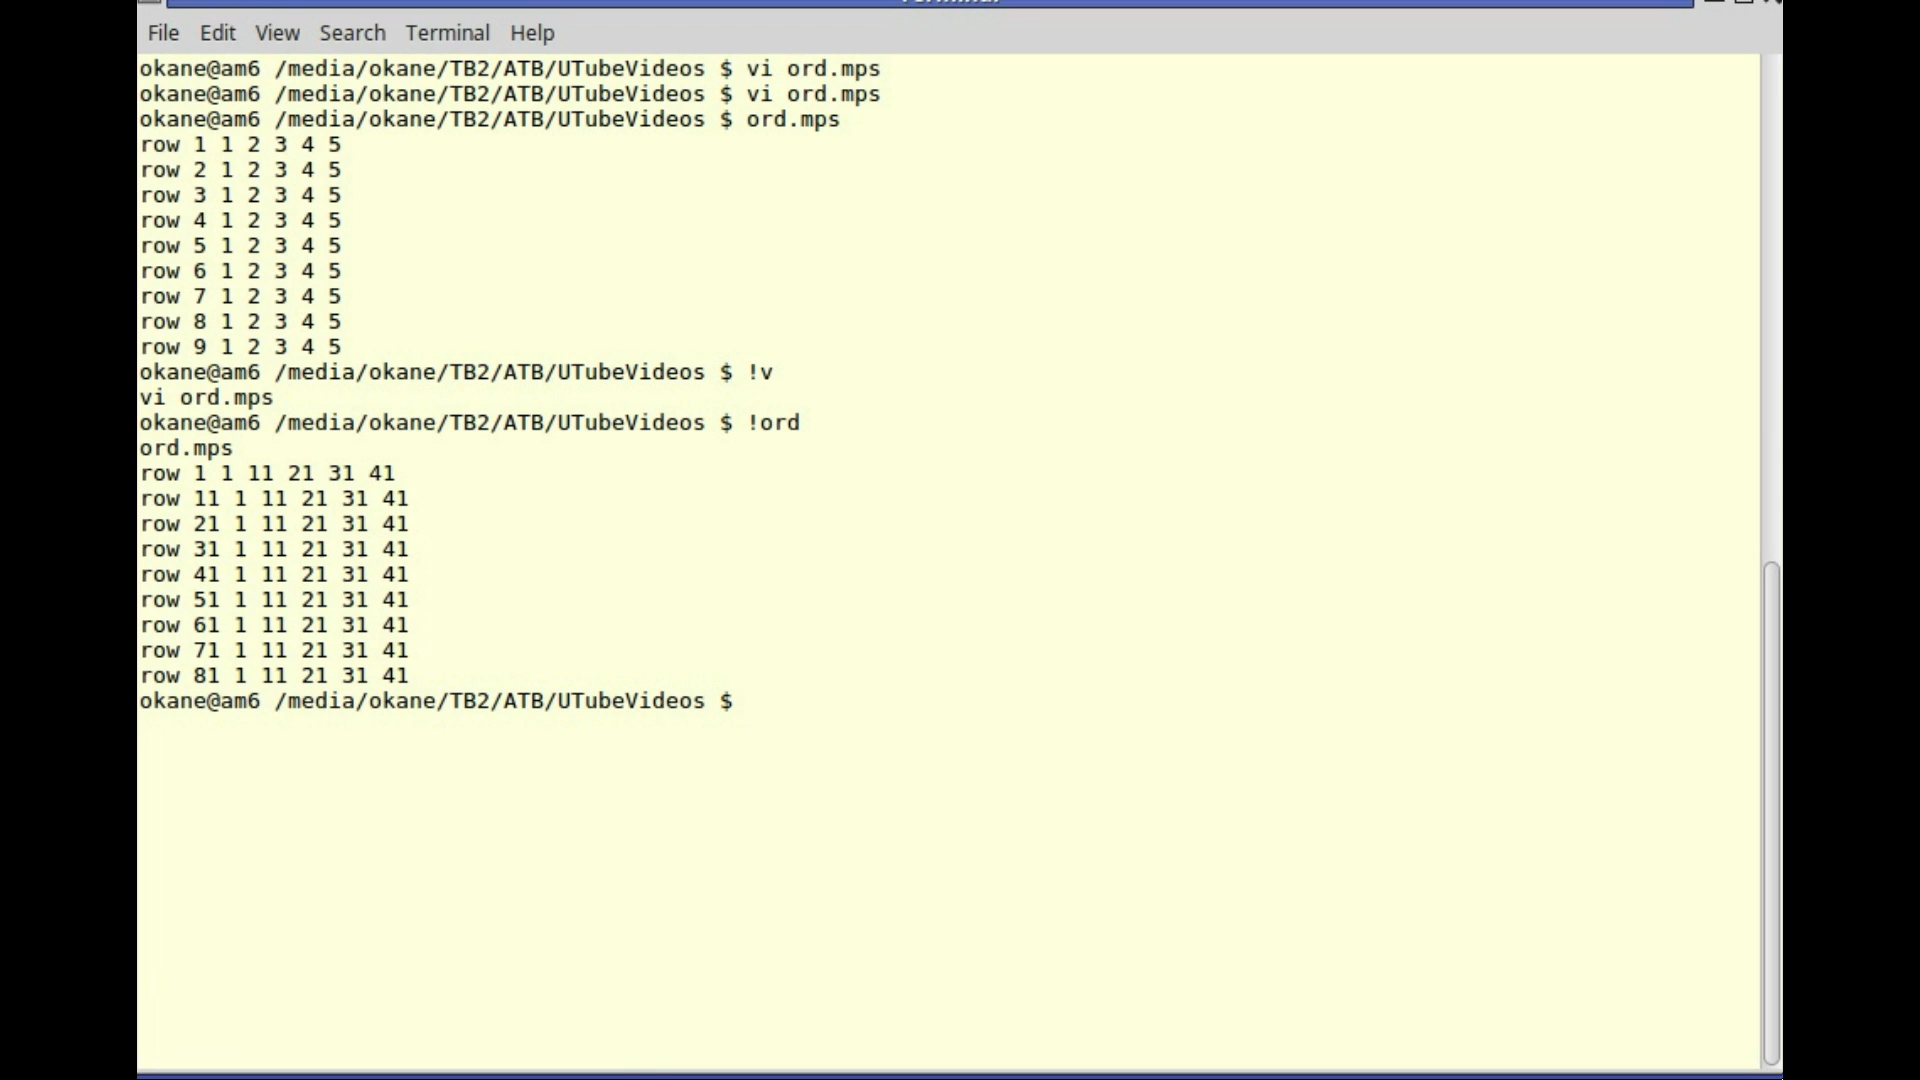 File Edit View Search Terminal Help
okane@am6 /media/okane/TB2/ATB/UTubeVideos $ vi ord.mps
okane@am6 /media/okane/TB2/ATB/UTubeVideos $ vi ord.mps
okane@am6 /media/okane/TB2/ATB/UTubeVideos $ ord.mps
row 1 1 2 3 4 5
row 2 1 2 3 4 5
row 3 1 2 3 4 5
row 4 1 2 3 4 5
row 5 1 2 3 4 5
row 6 1 2 3 4 5
row 7 1 2 3 4 5
row 8 1 2 3 4 5
row 9 1 2 3 4 5
okane@am6 /media/okane/TB2/ATB/UTubeVideos $ !v
vi ord.mps
okane@am6 /media/okane/TB2/ATB/UTubeVideos $ !ord
ord.mps
row 1 1 11 21 31 41
row 11 1 11 21 31 41
row 21 1 11 21 31 41
row 31 1 11 21 31 41
row 41 1 11 21 31 41
row 51 1 11 21 31 41
row 61 1 11 21 31 41
row 71 1 11 21 31 41
row 81 1 11 21 31 41
okane@am6 /media/okane/TB2/ATB/UTubeVideos $